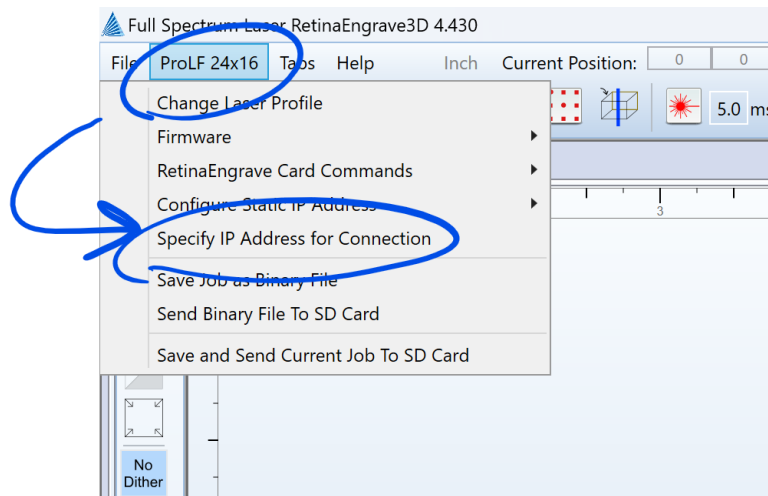 Full Spectrum Laser RetinaEngrave3D 4.430
File ProLF 24x16 Tabs Help Inch Current Position: 0 0
Change Laser Profile
5.0 ms
Firmware
RetinaEngrave Card Commands
Configure Static IP Address
3
Specify IP Address for Connection
Save Job as Binary File
Send Binary File To SD Card
Save and Send Current Job To SD Card
No
Dither